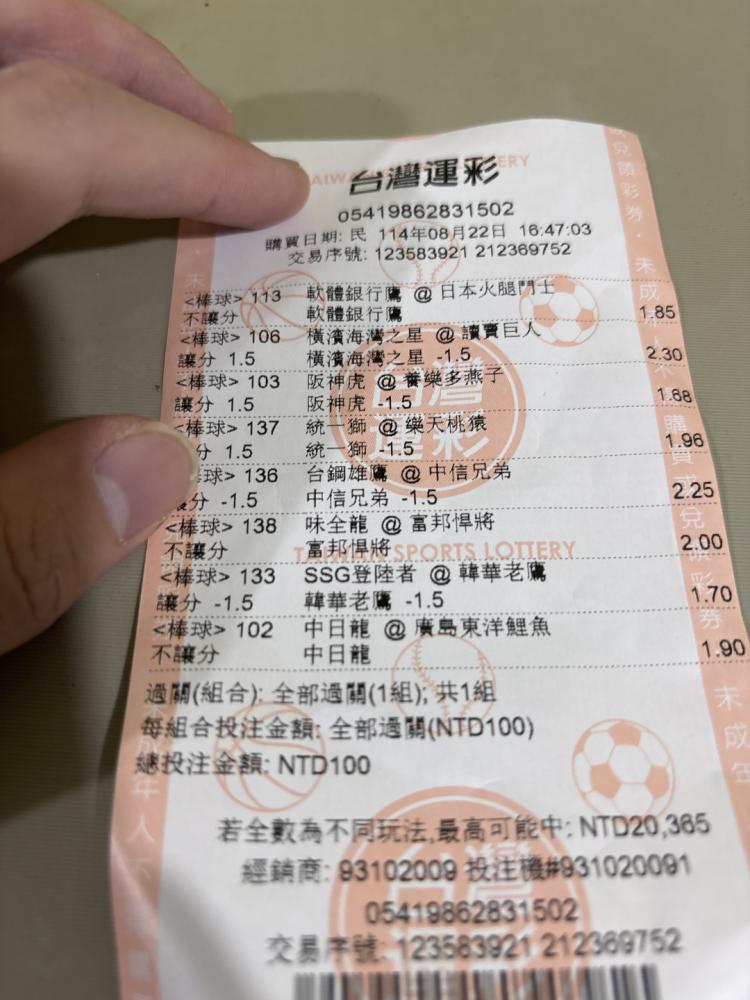 台灣運彩
05419862831502
購買日期: 民 114年08月22日 16:47:03
交易序號: 123583921 212369752
<棒球> 113 軟體銀行鷹 @ 日本火腿鬥士
不讓分 軟體銀行鷹 1.85
<棒球> 106 橫濱海灣之星 @ 讀賣巨人
讓分 1.5 橫濱海灣之星 -1.5 2.30
<棒球> 103 阪神虎 @ 養樂多燕子
讓分 1.5 阪神虎 -1.5 1.88
棒球> 137 統一獅 @ 樂天桃猿
分 1.5 統一獅 -1.5 1.96
球> 136 台鋼雄鷹 @ 中信兄弟
分 -1.5 中信兄弟 -1.5 2.25
<棒球> 138 味全龍 @ 富邦悍將
不讓分 富邦悍將 2.00
TAIWAN SPORTS LOTTERY
<棒球> 133 SSG登陸者 @ 韓華老鷹
讓分 -1.5 韓華老鷹 -1.5 1.70
<棒球> 102 中日龍 @ 廣島東洋鯉魚
不讓分 中日龍 1.90
過關(組合): 全部過關(1組); 共1組
每組合投注金額: 全部過關(NTD100)
總投注金額: NTD100
若全數為不同玩法,最高可能中: NTD20,365
經銷商: 93102009 投注機#931020091
05419862831502
交易序號: 123583921 212369752